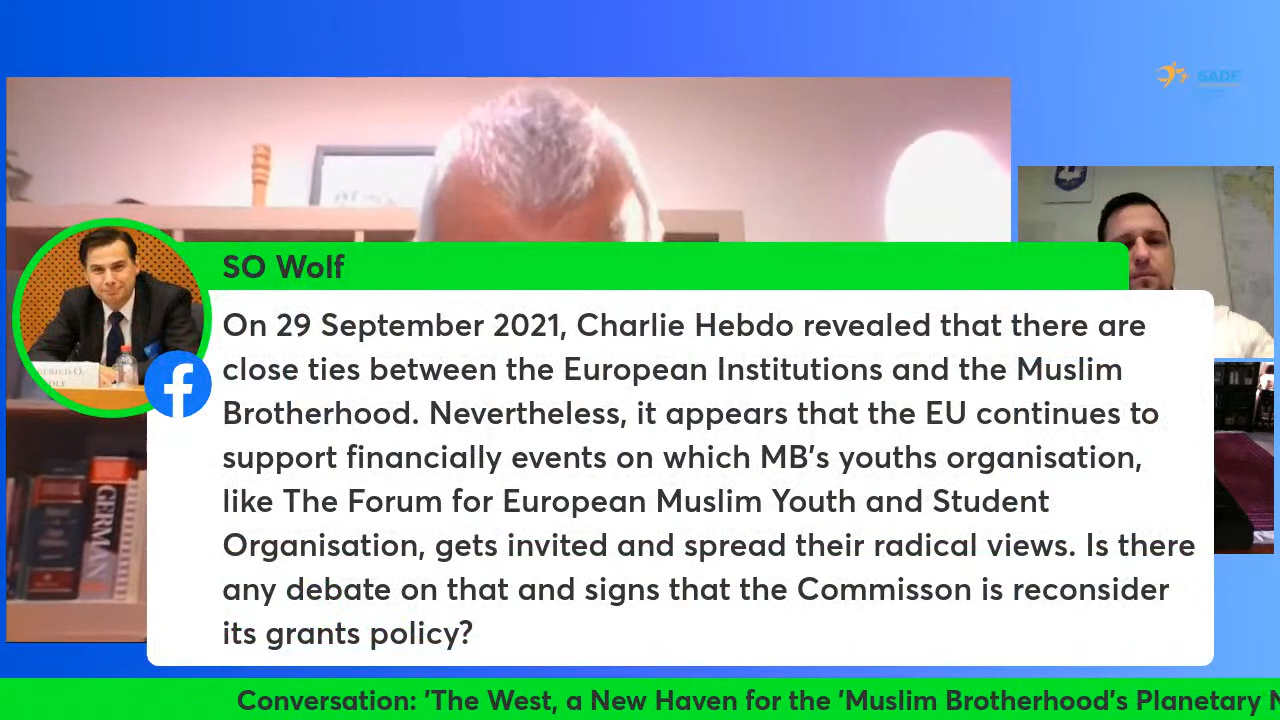 SADF
SO Wolf
On 29 September 2021, Charlie Hebdo revealed that there are
close ties between the European Institutions and the Muslim
Brotherhood. Nevertheless, it appears that the EU continues to
support financially events on which MB's youths organisation,
like The Forum for European Muslim Youth and Student
Organisation, gets invited and spread their radical views. Is there
any debate on that and signs that the Commisson is reconsider
its grants policy?
GERMAN
Conversation: 'The West, a New Haven for the 'Muslim Brotherhood's Planetary